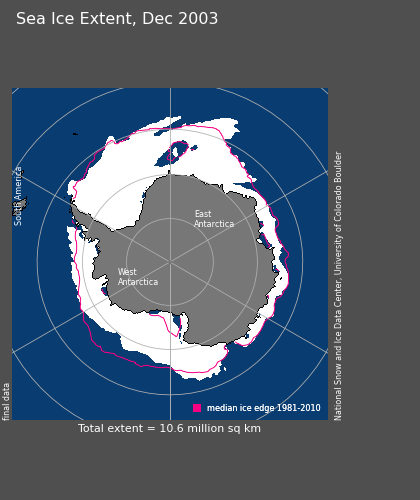 Sea Ice Extent, Dec 2003
South America
East
Antarctica
West
Antarctica
National Snow and Ice Data Center, University of Colorado Boulder
final data
median ice edge 1981-2010
Total extent = 10.6 million sq km